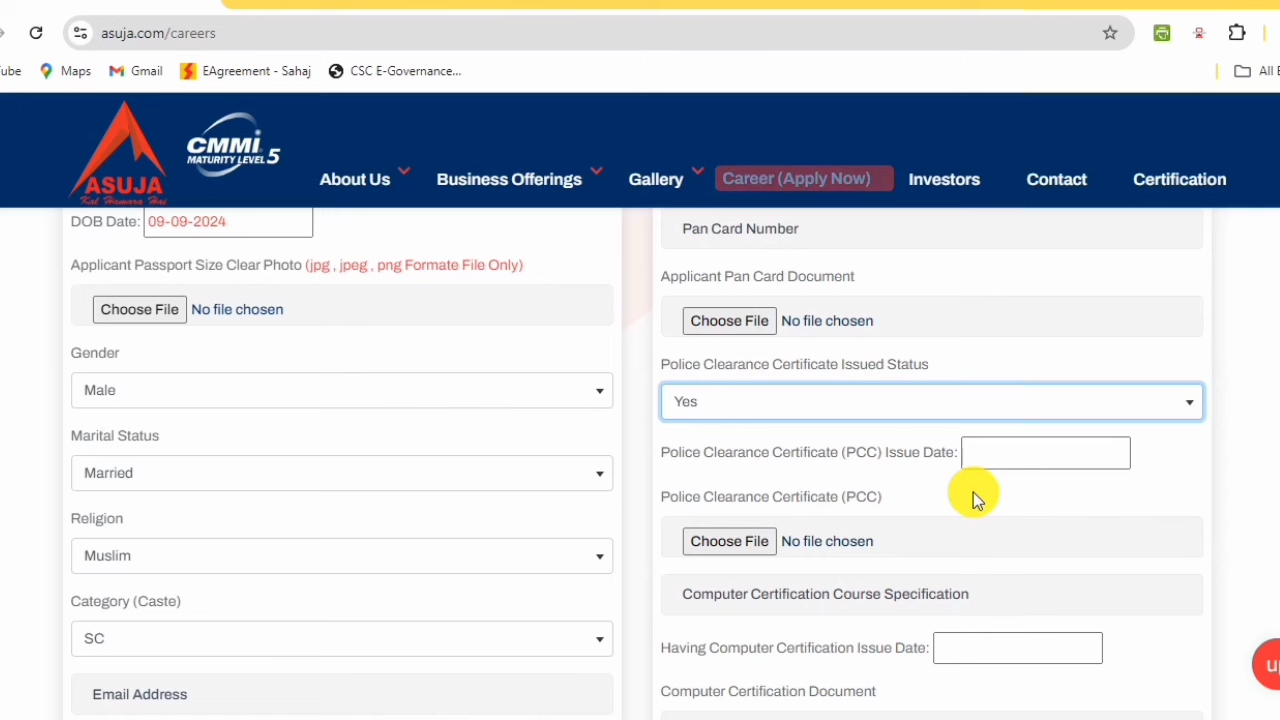 asuja.com/careers
Tube
Maps
Gmail
EAgreement - Sahaj
CSC E-Governance...
ASUJA
Kal Hamara Hai
CMMI
MATURITY LEVEL 5
About Us
Business Offerings
Gallery
Career (Apply Now)
Investors
Contact
Certification
DOB Date: 09-09-2024
Applicant Passport Size Clear Photo (jpg , jpeg , png Formate File Only)
Choose File No file chosen
Gender
Male
Marital Status
Married
Religion
Muslim
Category (Caste)
SC
Email Address
Pan Card Number
Applicant Pan Card Document
Choose File No file chosen
Police Clearance Certificate Issued Status
Yes
Police Clearance Certificate (PCC) Issue Date:
Police Clearance Certificate (PCC)
Choose File No file chosen
Computer Certification Course Specification
Having Computer Certification Issue Date:
Computer Certification Document